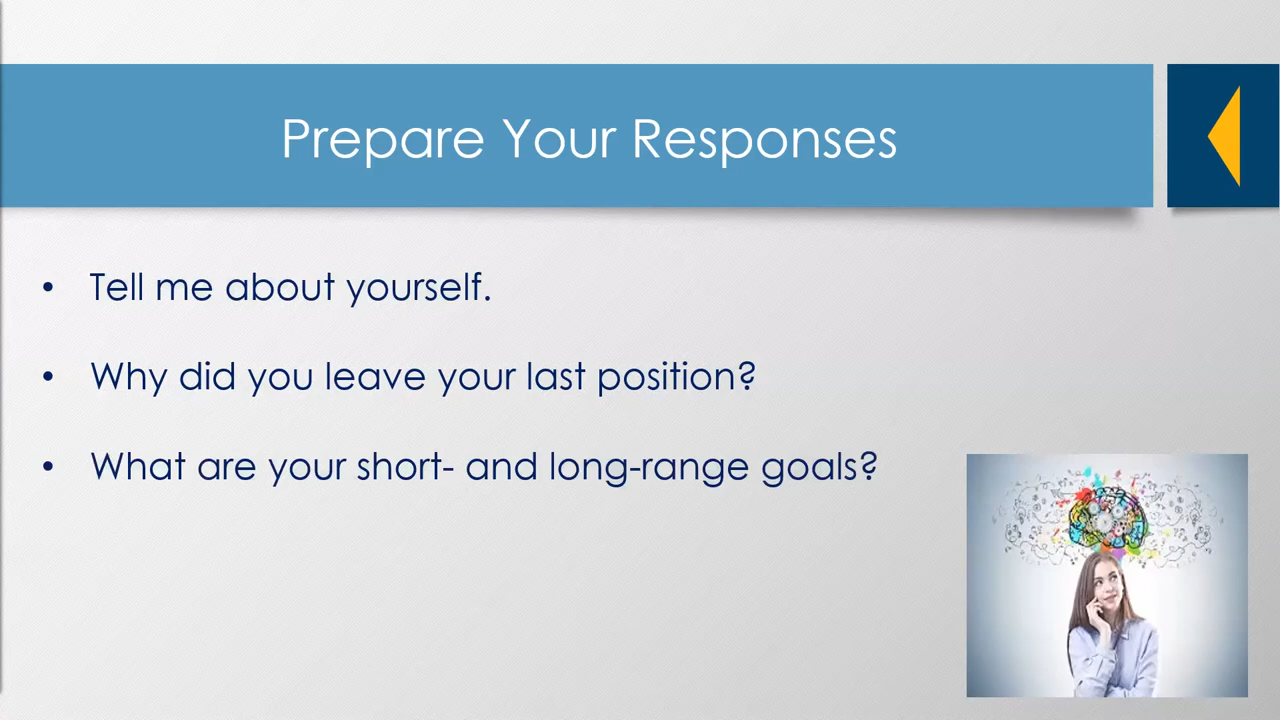 Prepare Your Responses
• Tell me about yourself.
• Why did you leave your last position?
• What are your short- and long-range goals?